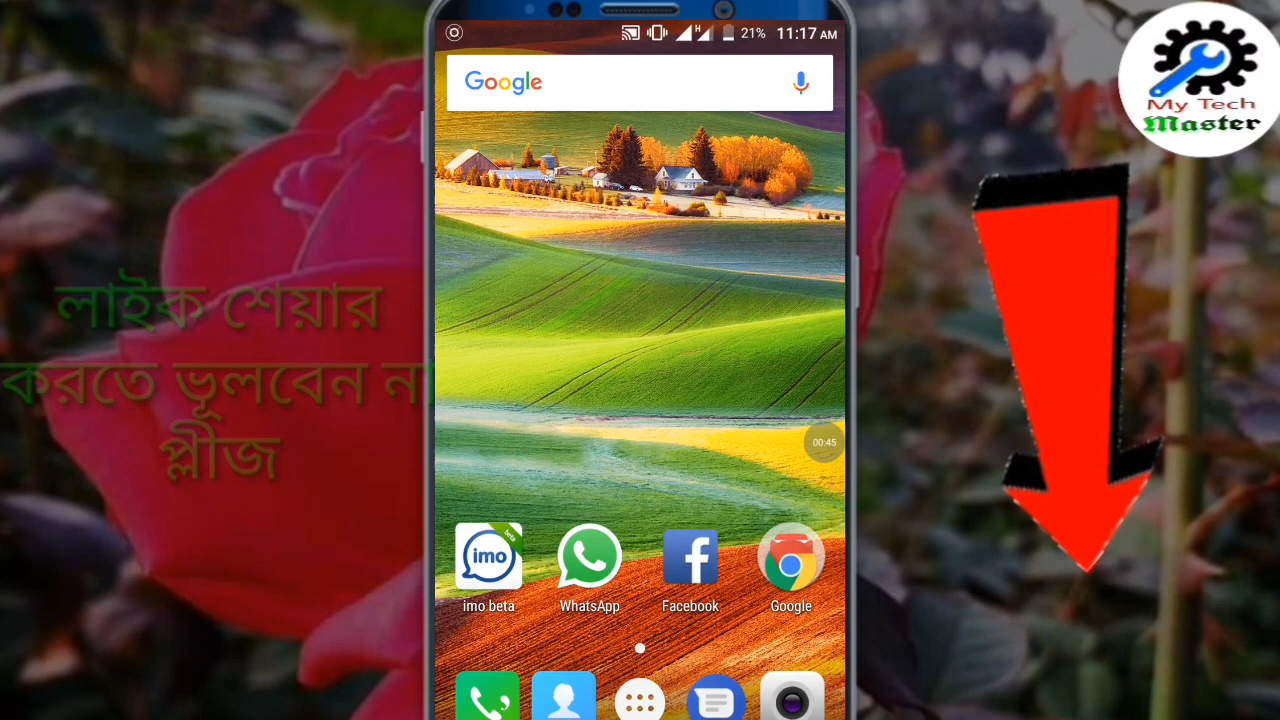 H
21%
11:17 AM
Google
My Tech
Master
লাইক শেয়ার
করতে ভূলবেন না
প্লীজ
00:45
imo
beta
imo beta
WhatsApp
Facebook
Google